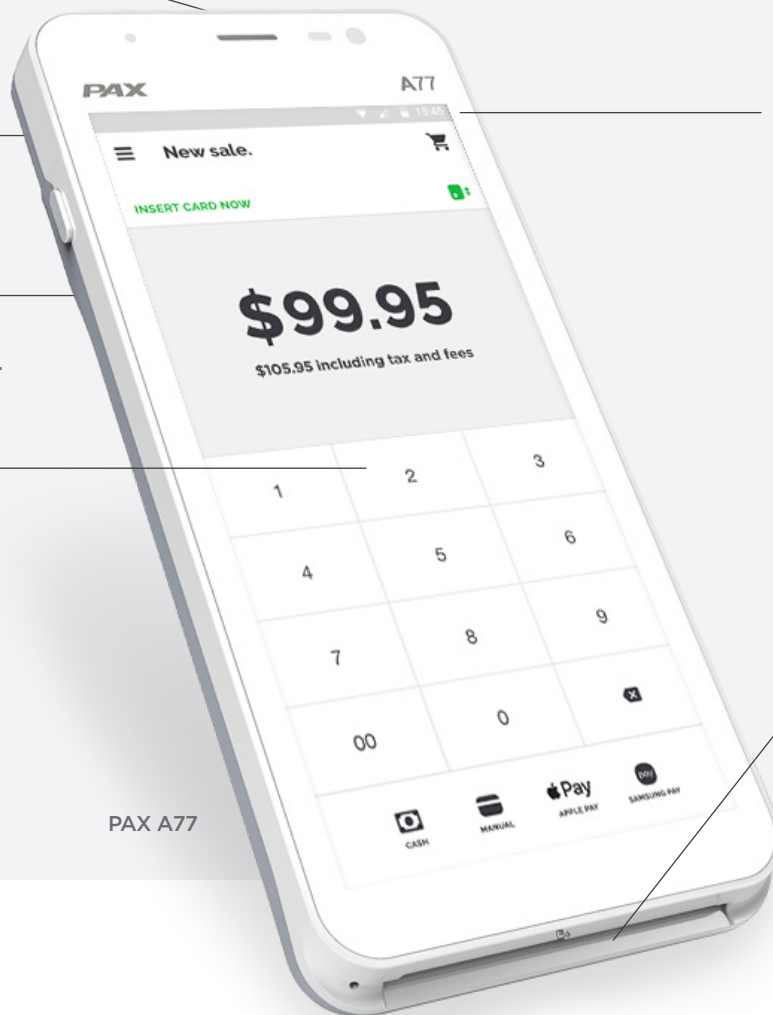 PAX A77
15:45
New sale.
INSERT CARD NOW
$99.95
$105.95 including tax and fees
1 2 3
4 5 6
7 8 9
00 0
CASH MANUAL Pay APPLE PAY pay SAMSUNG PAY
PAX A77